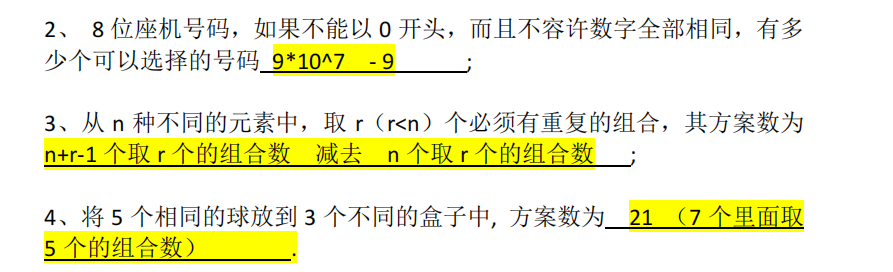 2、 8 位座机号码，如果不能以 0 开头，而且不容许数字全部相同，有多
少个可以选择的号码 9*10^7 - 9 ;
3、从 n 种不同的元素中，取 r（r<n）个必须有重复的组合，其方案数为
n+r-1 个取 r 个的组合数 减去 n 个取 r 个的组合数 ;
4、将 5 个相同的球放到 3 个不同的盒子中, 方案数为 21 （7 个里面取
5 个的组合数） .